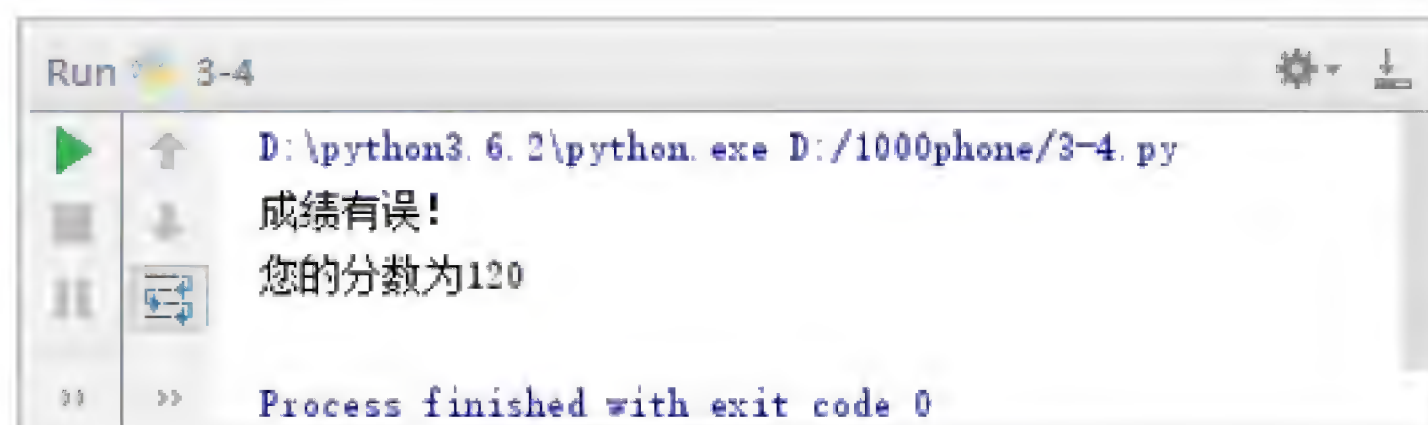 Run 3-4
D:\python3.6.2\python.exe D:/1000phone/3-4.py
成绩有误!
您的分数为120
Process finished with exit code 0